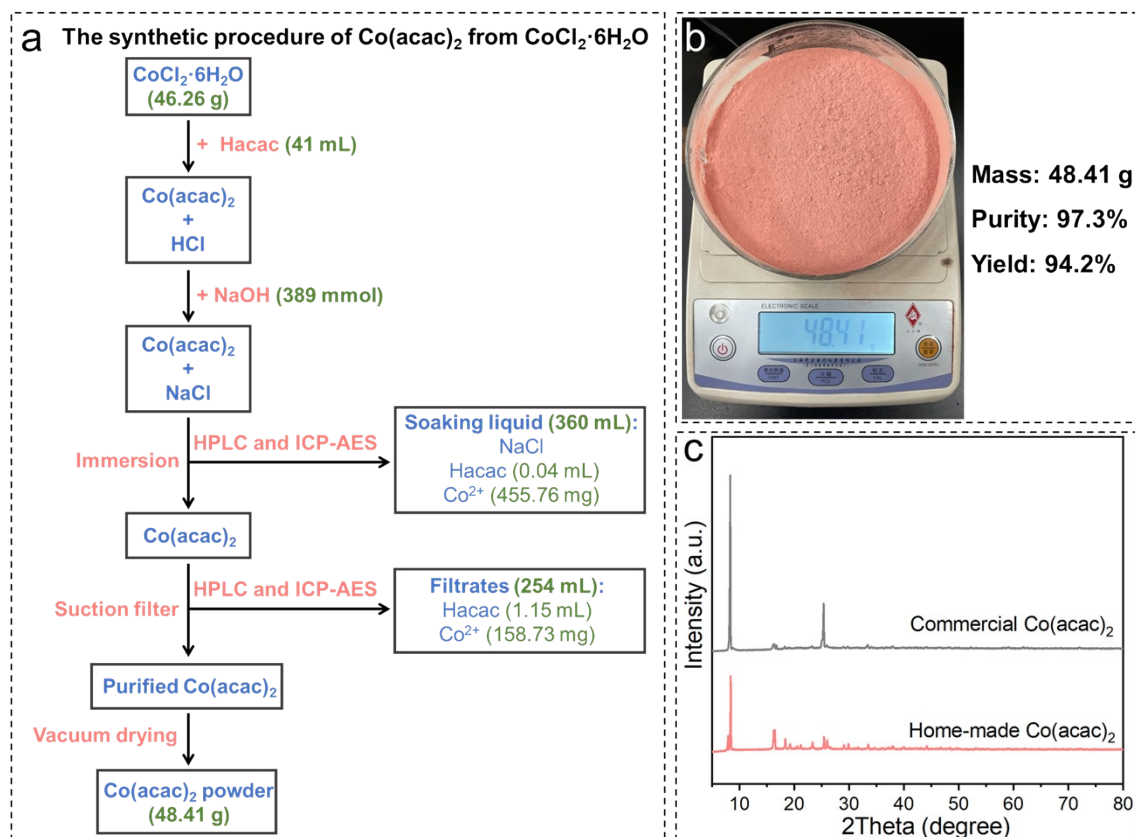 a
The synthetic procedure of Co(acac)₂ from CoCl₂·6H₂O
CoCl₂·6H₂O
(46.26 g)
+ Hacac (41 mL)
Co(acac)₂
+
HCl
+ NaOH (389 mmol)
Co(acac)₂
+
NaCl
Immersion
HPLC and ICP-AES
Soaking liquid (360 mL):
NaCl
Hacac (0.04 mL)
Co²⁺ (455.76 mg)
Co(acac)₂
Suction filter
HPLC and ICP-AES
Filtrates (254 mL):
Hacac (1.15 mL)
Co²⁺ (158.73 mg)
Purified Co(acac)₂
Vacuum drying
Co(acac)₂ powder
(48.41 g)
b
ELECTRONIC SCALE
48.41
Mass: 48.41 g
Purity: 97.3%
Yield: 94.2%
c
Intensity (a.u.)
Commercial Co(acac)₂
Home-made Co(acac)₂
10 20 30 40 50 60 70 80
2Theta (degree)